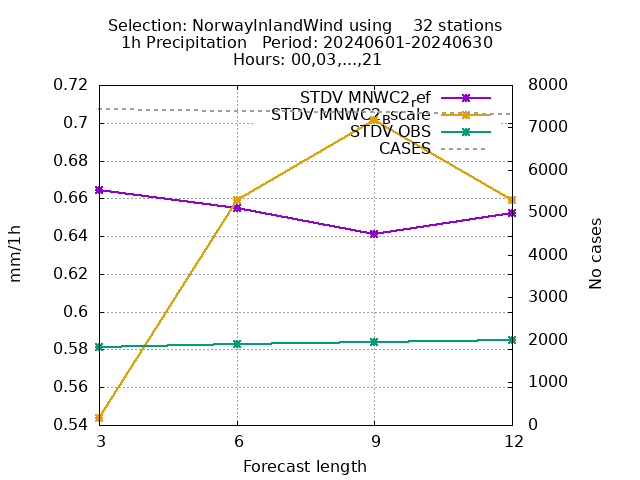 Selection: NorwayInlandWind using    32 stations
1h Precipitation   Period: 20240601-20240630
Hours: 00,03,...,21
STDV MNWC2_ref
STDV MNWC2_Bscale
STDV OBS
CASES
0.72
0.7
0.68
0.66
0.64
0.62
0.6
0.58
0.56
0.54
8000
7000
6000
5000
4000
3000
2000
1000
0
mm/1h
No cases
3 6 9 12
Forecast length